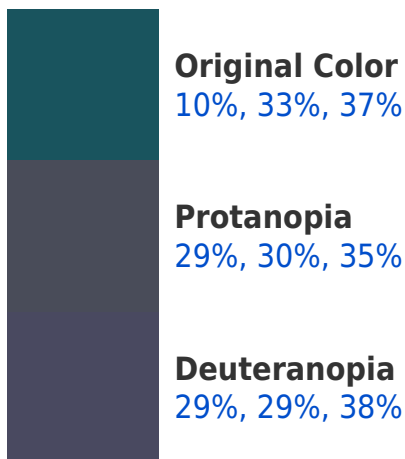 Original Color
10%, 33%, 37%
Protanopia
29%, 30%, 35%
Deuteranopia
29%, 29%, 38%